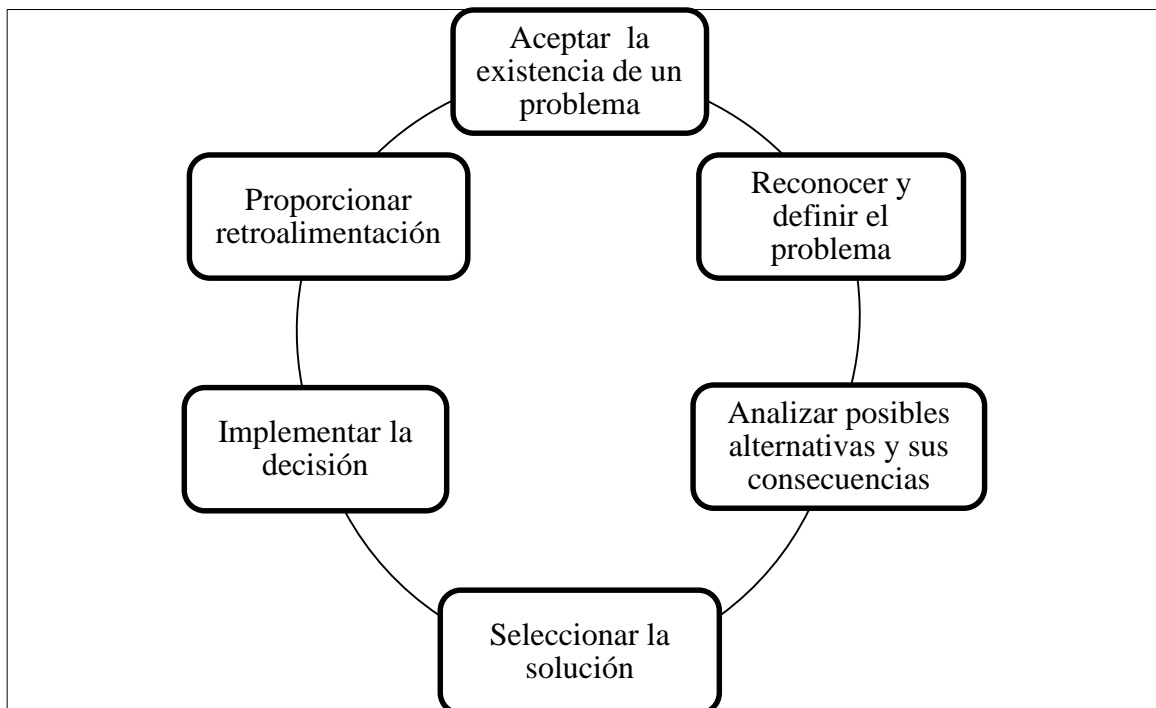 Aceptar la
existencia de un
problema
Reconocer y
definir el
problema
Analizar posibles
alternativas y sus
consecuencias
Seleccionar la
solución
Implementar la
decisión
Proporcionar
retroalimentación